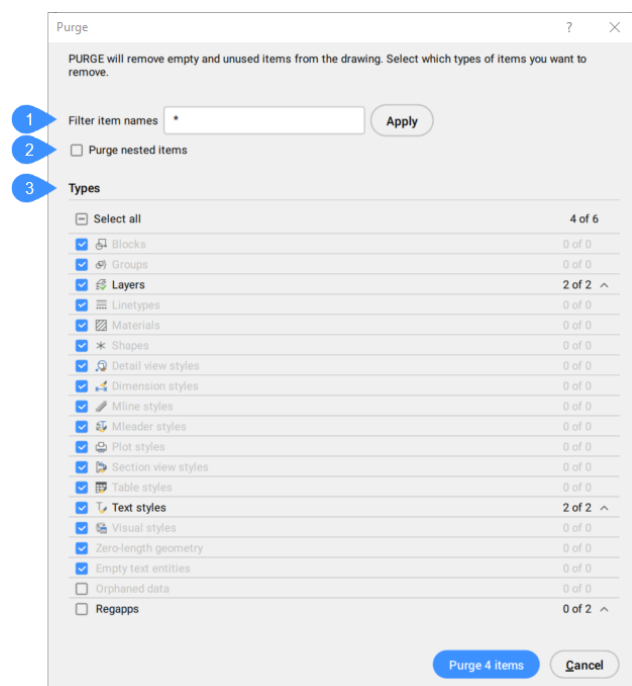 Purge
?
PURGE will remove empty and unused items from the drawing. Select which types of items you want to
remove.
1
Filter item names * Apply
2
Purge nested items
3
Types
Select all 4 of 6
Blocks 0 of 0
Groups 0 of 0
Layers 2 of 2
Linetypes 0 of 0
Materials 0 of 0
Shapes 0 of 0
Detail view styles 0 of 0
Dimension styles 0 of 0
Mline styles 0 of 0
Mleader styles 0 of 0
Plot styles 0 of 0
Section view styles 0 of 0
Table styles 0 of 0
Text styles 2 of 2
Visual styles 0 of 0
Zero-length geometry 0 of 0
Empty text entities 0 of 0
Orphaned data 0 of 0
Regapps 0 of 2
Purge 4 items Cancel